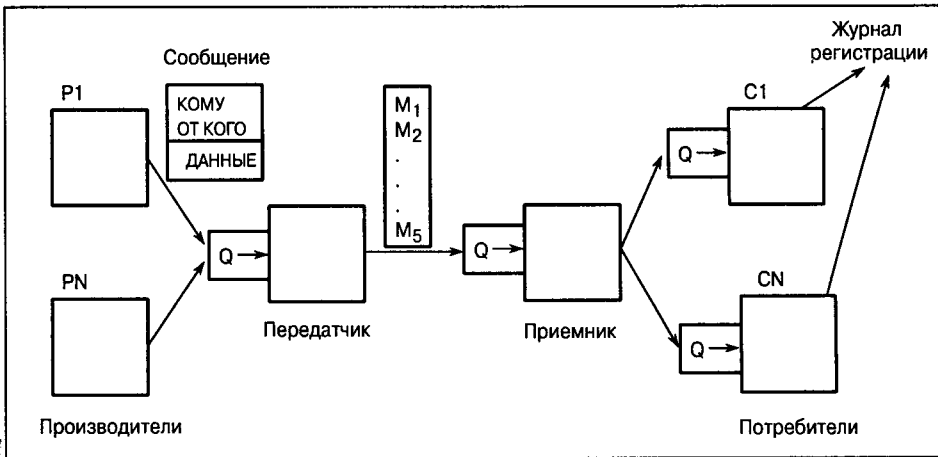 Журнал
регистрации
Сообщение
P1
КОМУ
ОТ КОГО
ДАННЫЕ
M1
M2
.
.
.
M5
C1
Q
Q
Q
PN
CN
Q
Передатчик
Приемник
Производители
Потребители